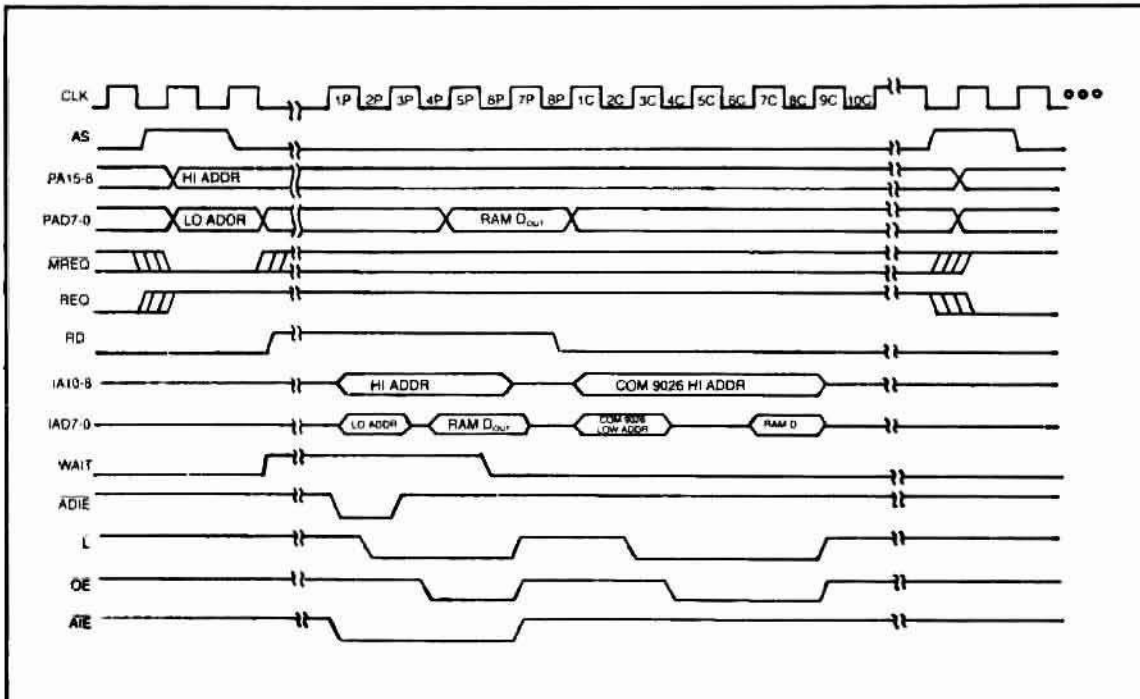 CLK 1P 2P 3P 4P 5P 6P 7P 8P 1C 2C 3C 4C 5C 6C 7C 8C 9C 10C
AS
PA15-8 HI ADDR
PAD7-0 LO ADDR RAM DOUT
MREQ
REQ
RD
IA10-8 HI ADDR COM 9026 HI ADDR
IAD7-0 LO ADDR RAM DOUT COM 9026 LOW ADDR RAM D
WAIT
ADIE
L
OE
AIE